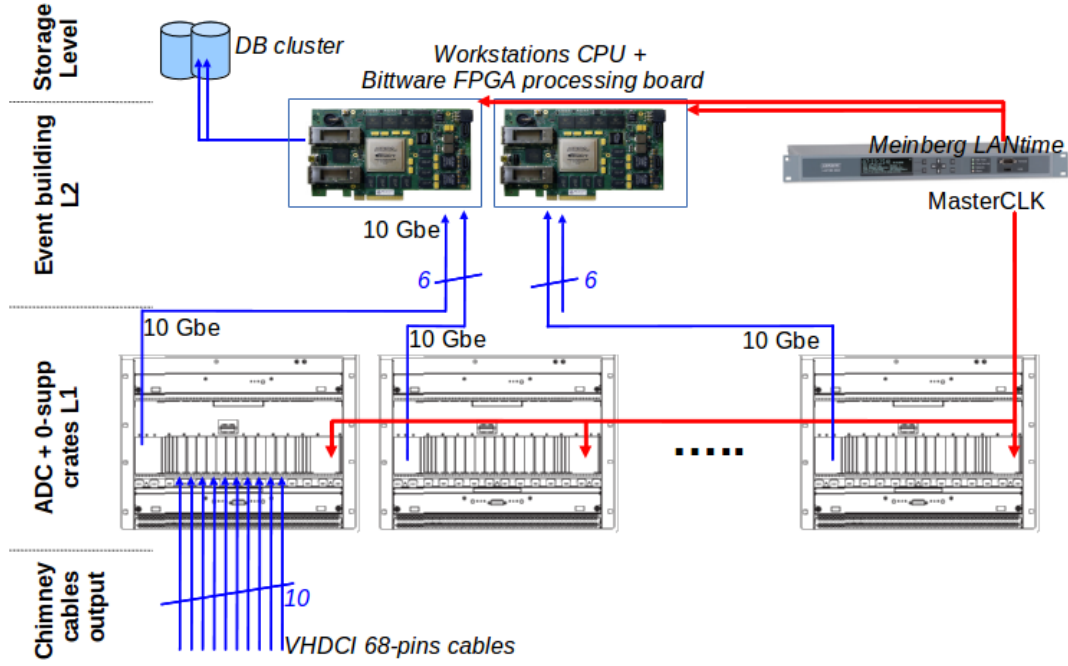 Storage
Level
DB cluster
Workstations CPU +
Bittware FPGA processing board
Event building
L2
Meinberg LANtime
MasterCLK
10 Gbe
6
6
10 Gbe
10 Gbe
10 Gbe
ADC + 0-supp
crates L1
.....
Chimney
cables
output
10
VHDCI 68-pins cables